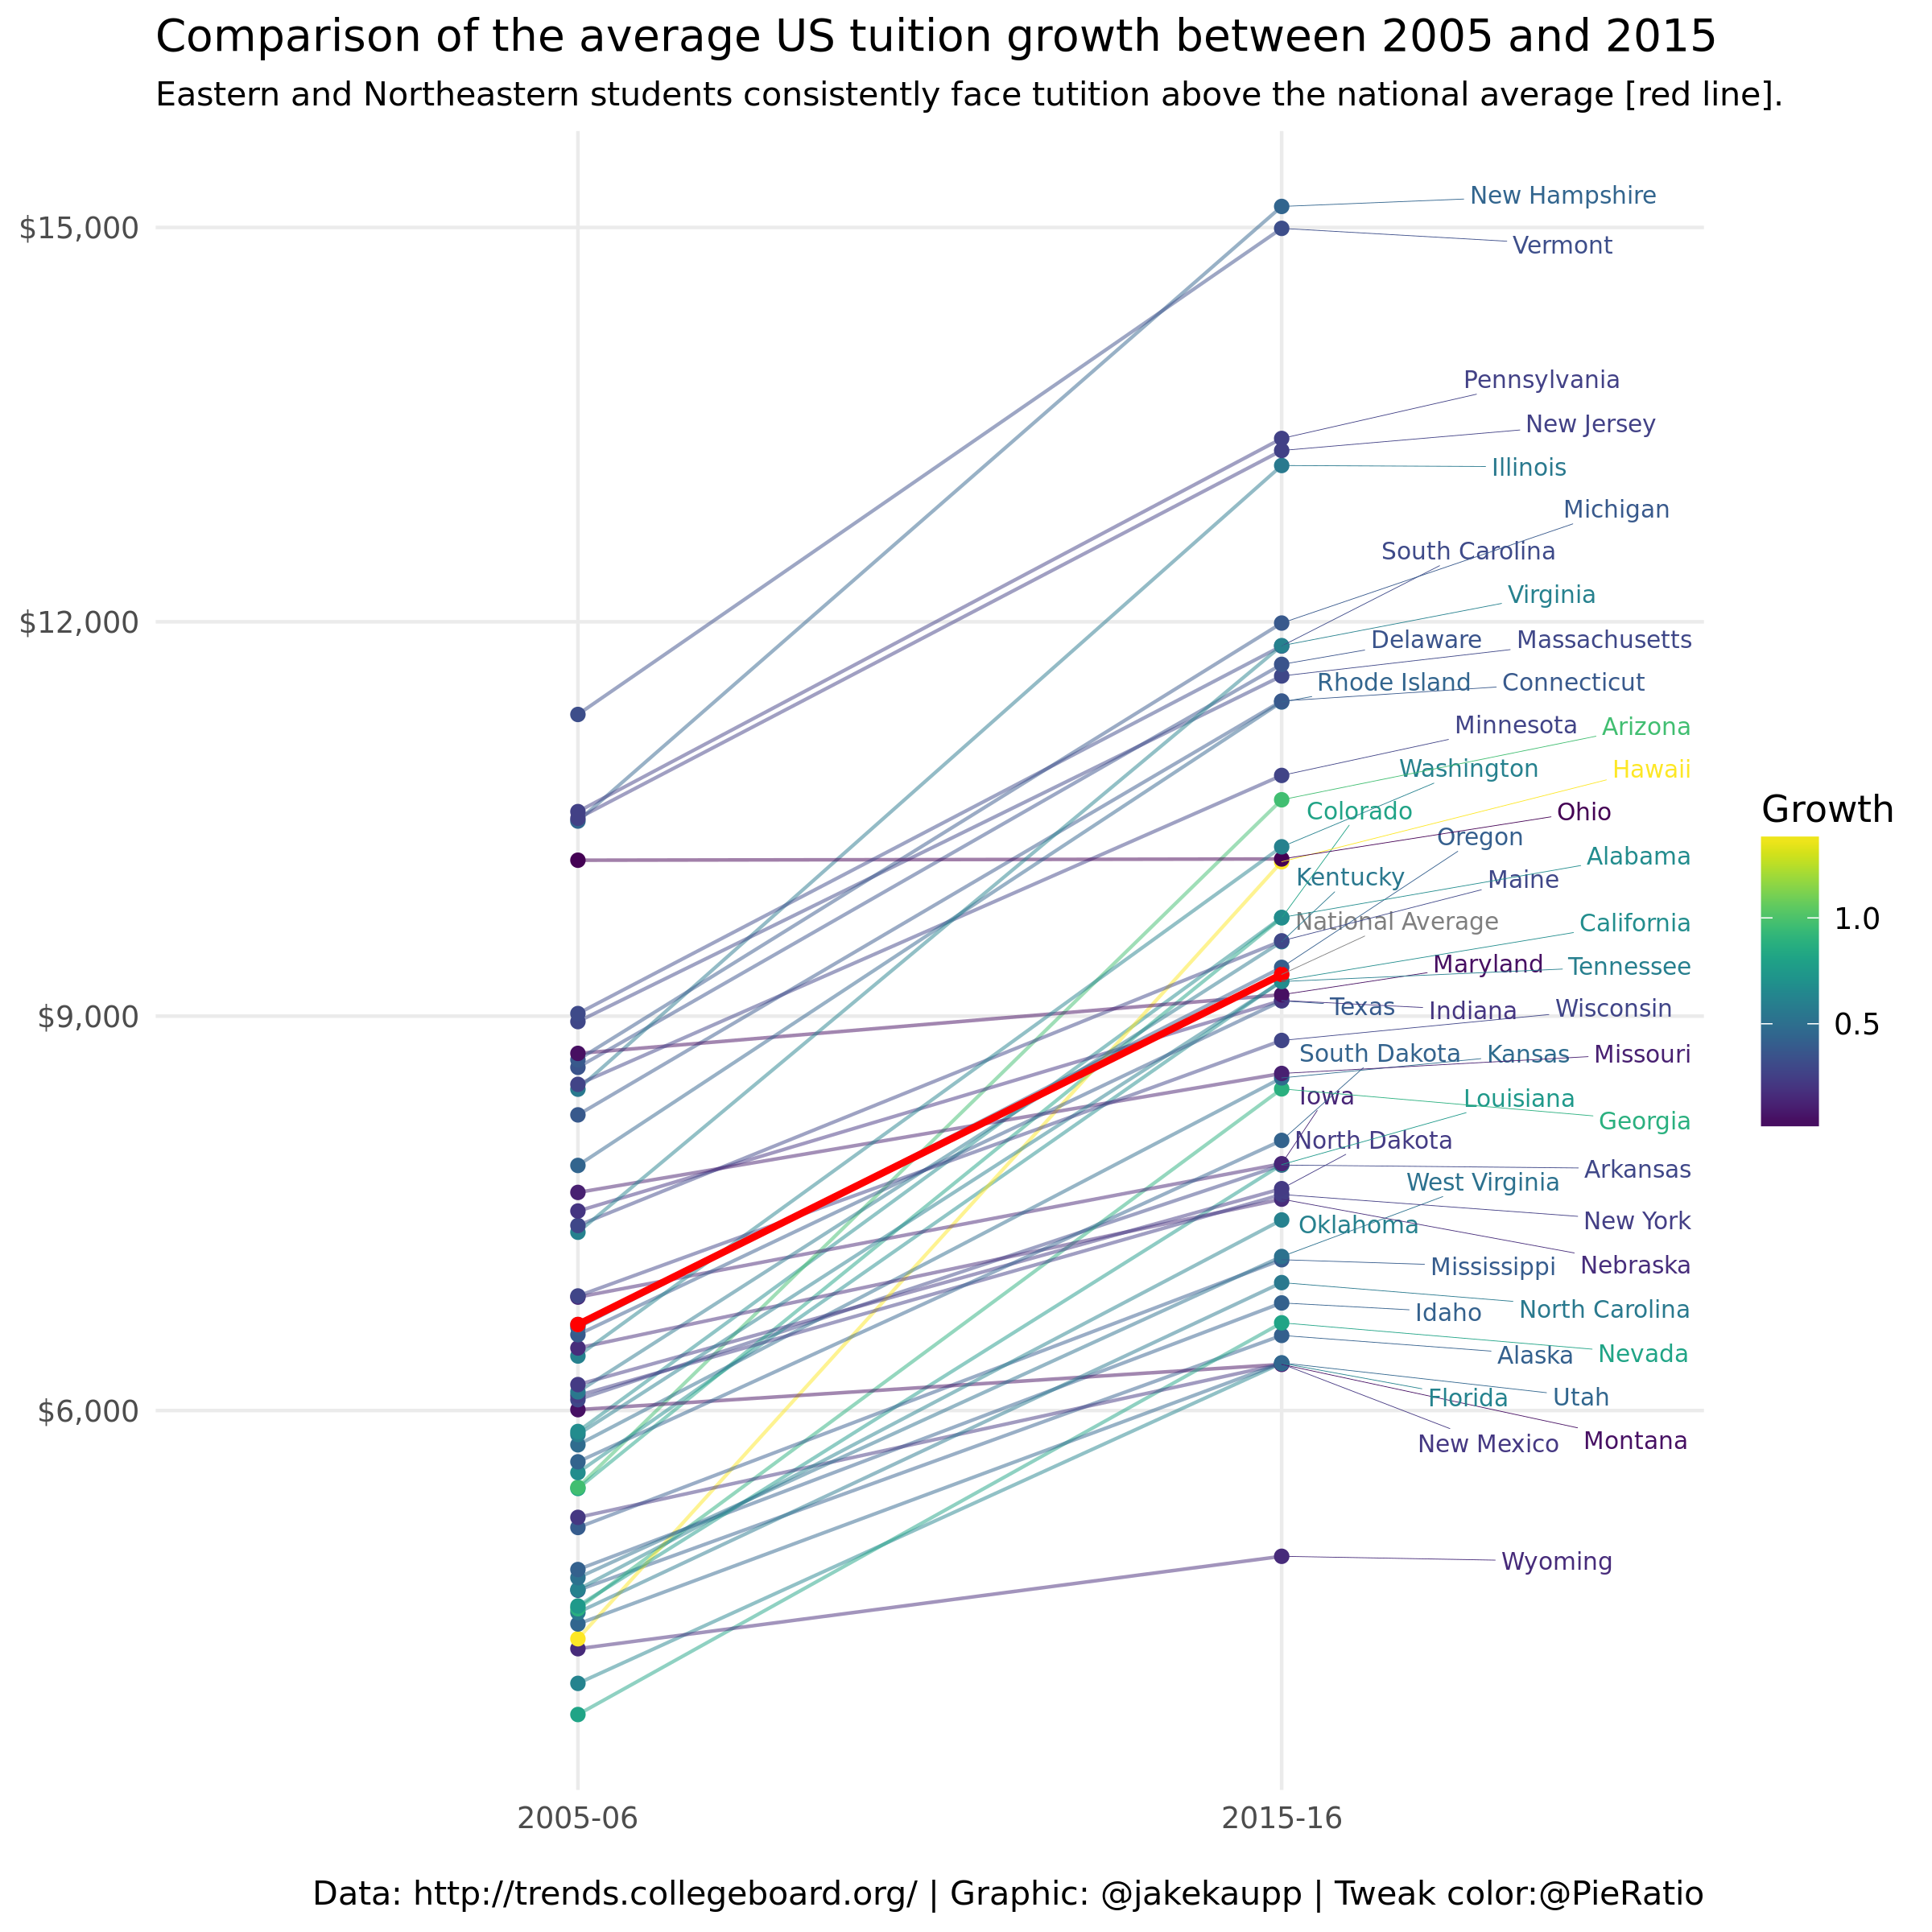 Comparison of the average US tuition growth between 2005 and 2015
Eastern and Northeastern students consistently face tutition above the national average [red line].
$15,000
$12,000
$9,000
$6,000
New Hampshire
Vermont
Pennsylvania
New Jersey
Illinois
Michigan
South Carolina
Virginia
Delaware
Massachusetts
Rhode Island
Connecticut
Minnesota
Arizona
Washington
Hawaii
Colorado
Ohio
Oregon
Alabama
Kentucky
Maine
National Average
California
Maryland
Tennessee
Texas
Indiana
Wisconsin
South Dakota
Kansas
Missouri
Iowa
Louisiana
Georgia
North Dakota
Arkansas
West Virginia
New York
Oklahoma
Mississippi
Nebraska
Idaho
North Carolina
Alaska
Nevada
Florida
Utah
New Mexico
Montana
Wyoming
Growth
1.0
0.5
2005-06
2015-16
Data: http://trends.collegeboard.org/ | Graphic: @jakekaupp | Tweak color:@PieRatio